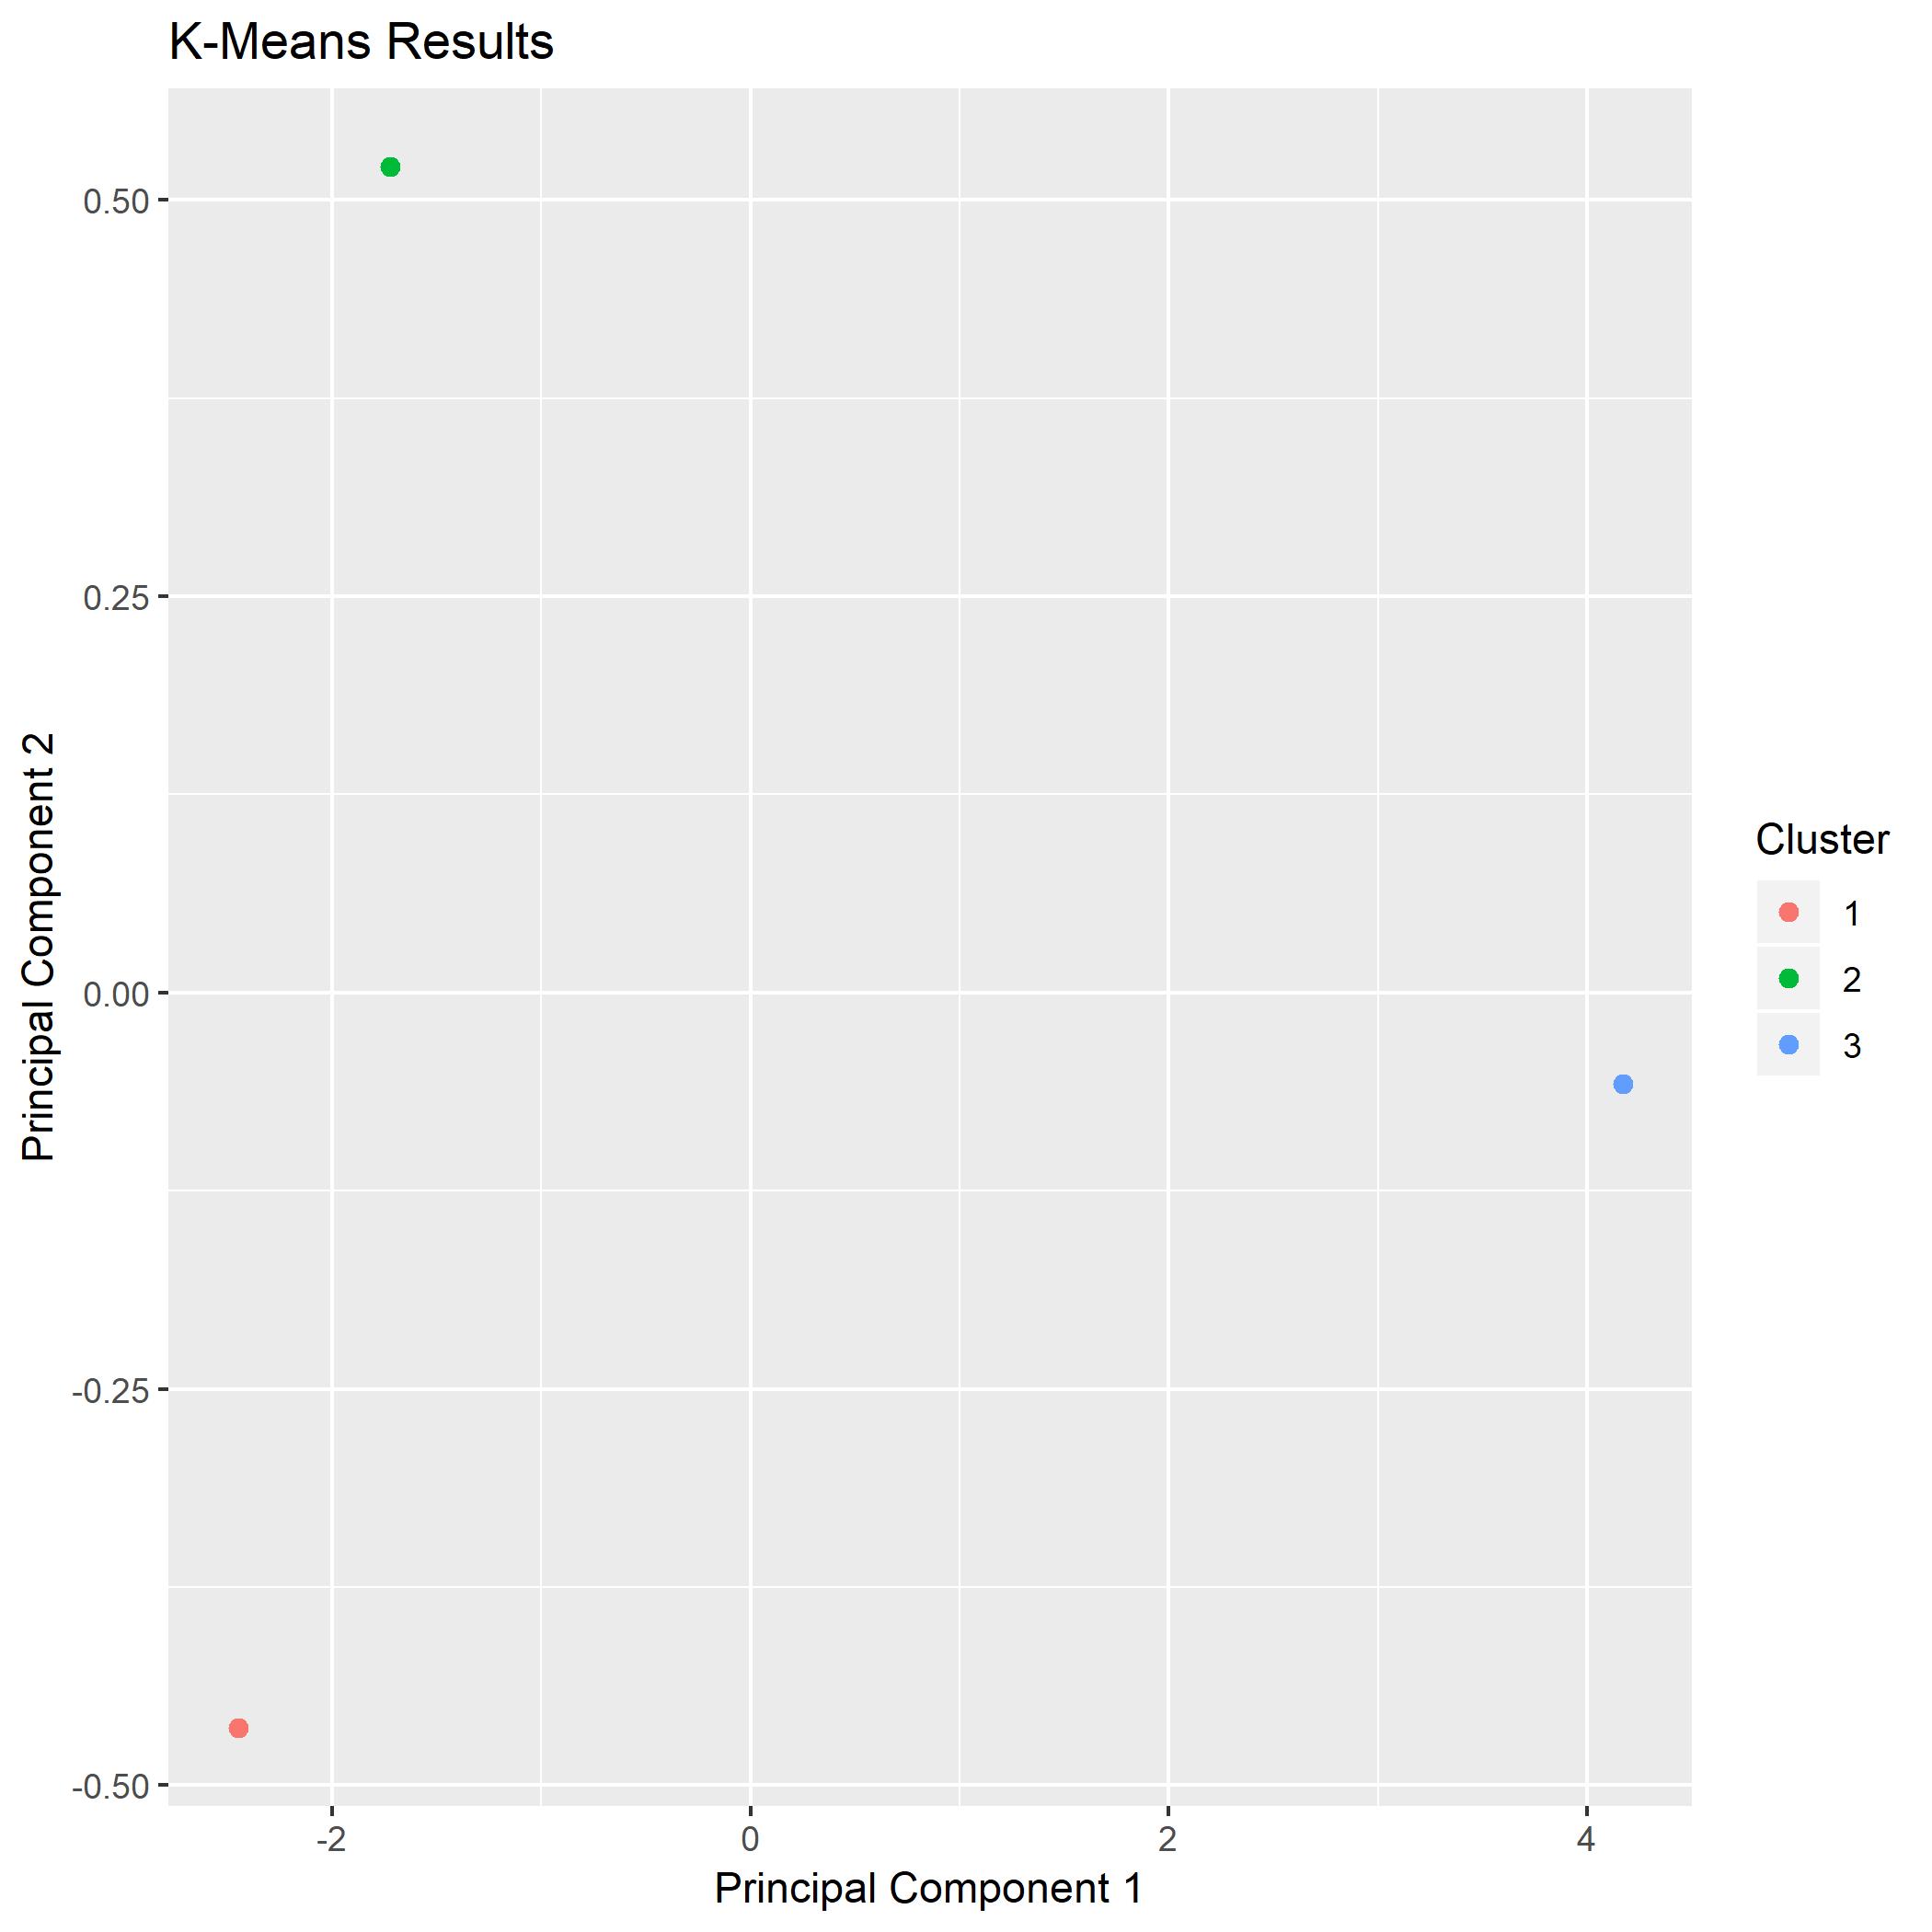 K-Means Results
0.50
0.25
0.00
-0.25
-0.50
Principal Component 2
-2 0 2 4
Principal Component 1
Cluster
1
2
3